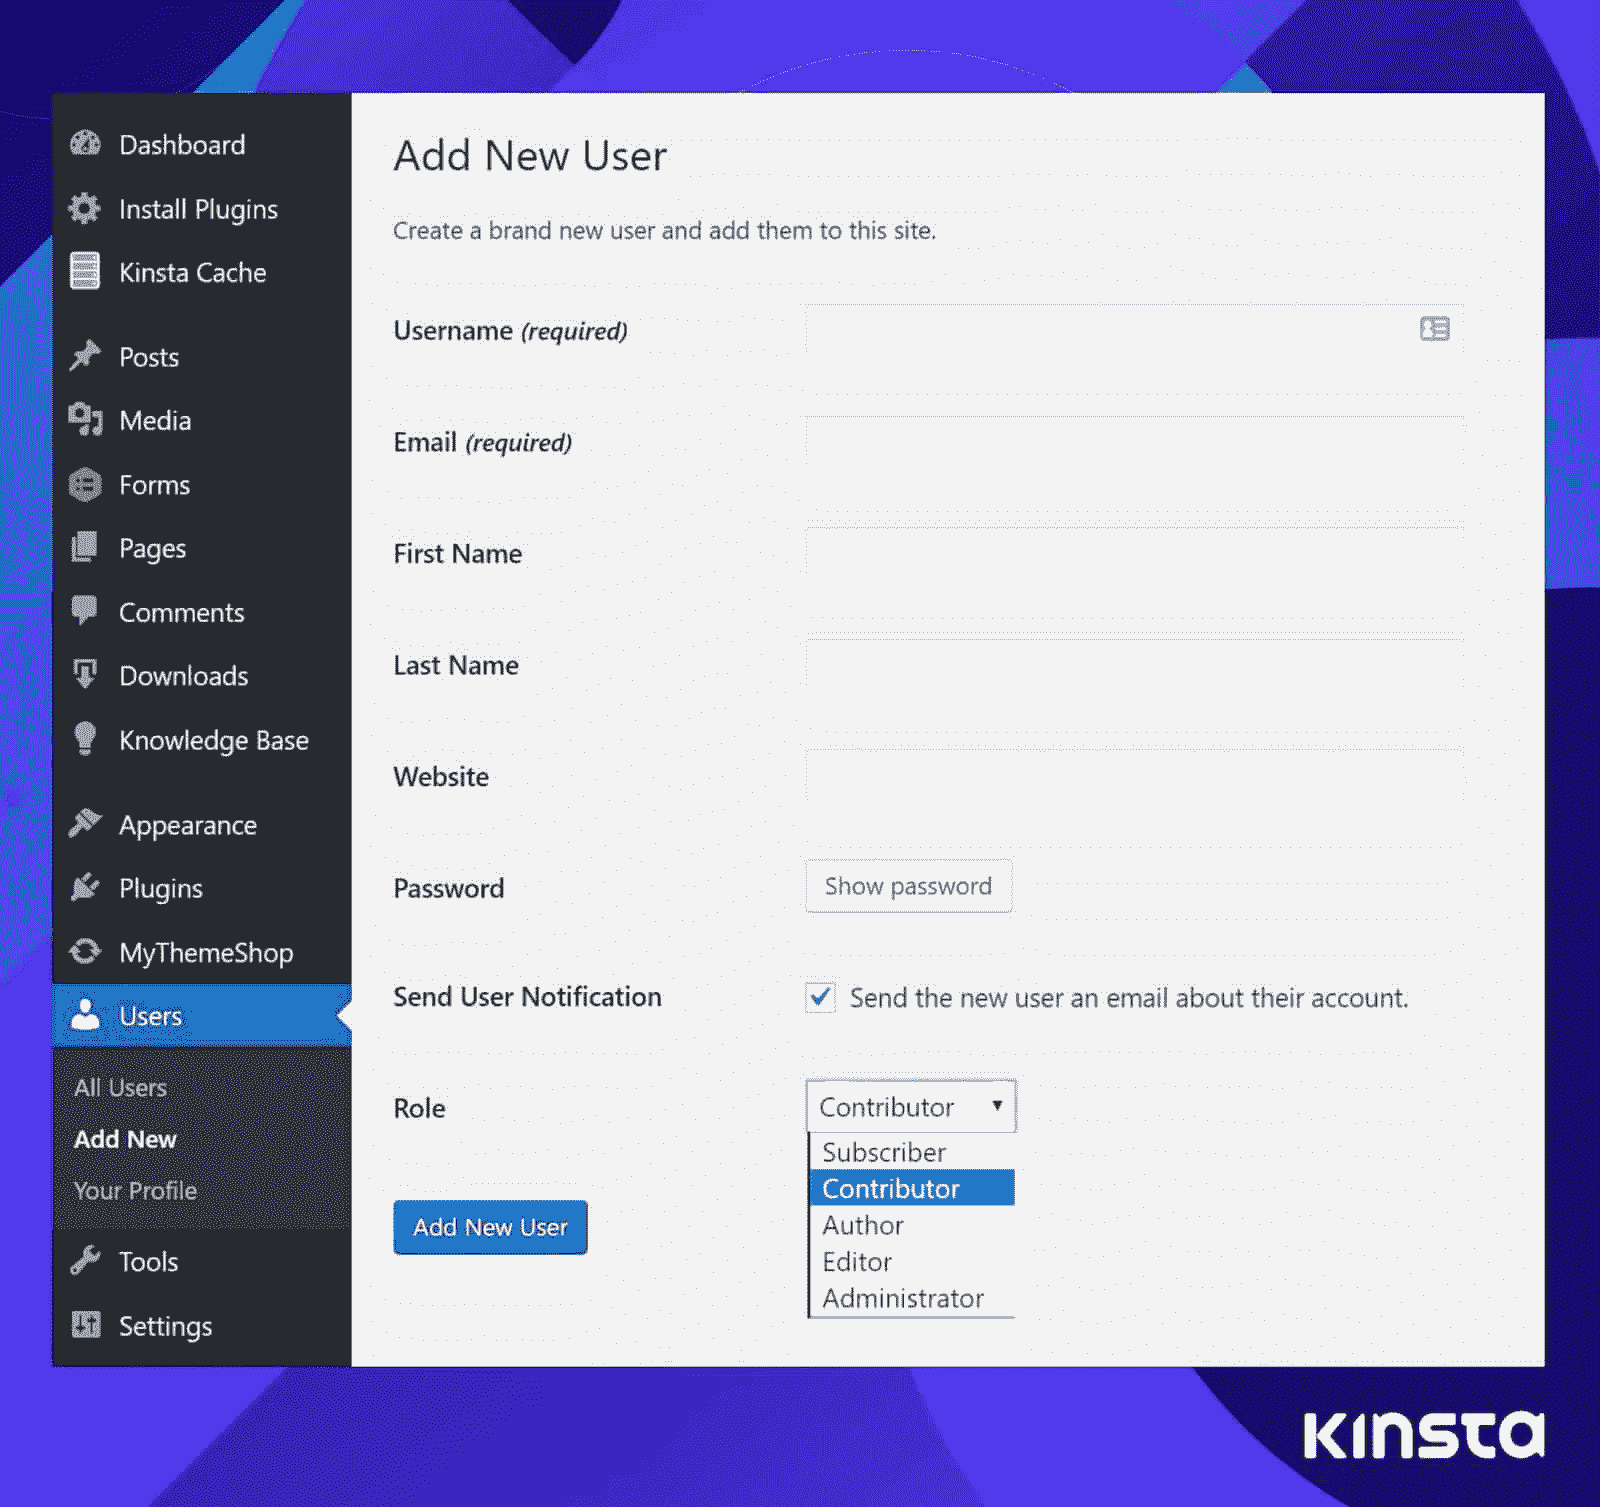 Dashboard
Install Plugins
Kinsta Cache
Posts
Media
Forms
Pages
Comments
Downloads
Knowledge Base
Appearance
Plugins
MyThemeShop
Users
All Users
Add New
Your Profile
Tools
Settings
Add New User
Create a brand new user and add them to this site.
Username (required)
Email (required)
First Name
Last Name
Website
Password
Show password
Send User Notification
Send the new user an email about their account.
Role
Contributor
Subscriber
Contributor
Author
Editor
Administrator
Add New User
KINSTA